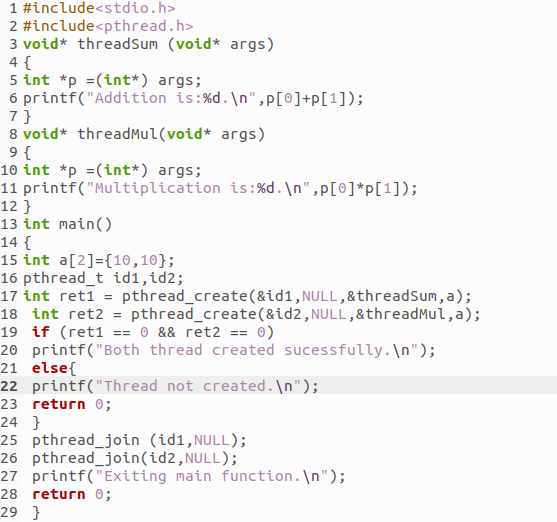 1 #include<stdio.h>
2 #include<pthread.h>
3 void* threadSum (void* args)
4 {
5 int *p =(int*) args;
6 printf("Addition is:%d.\n",p[0]+p[1]);
7 }
8 void* threadMul(void* args)
9 {
10 int *p =(int*) args;
11 printf("Multiplication is:%d.\n",p[0]*p[1]);
12 }
13 int main()
14 {
15 int a[2]={10,10};
16 pthread_t id1,id2;
17 int ret1 = pthread_create(&id1,NULL,&threadSum,a);
18  int ret2 = pthread_create(&id2,NULL,&threadMul,a);
19  if (ret1 == 0 && ret2 == 0)
20  printf("Both thread created sucessfully.\n");
21  else{
22  printf("Thread not created.\n");
23  return 0;
24  }
25  pthread_join (id1,NULL);
26  pthread_join(id2,NULL);
27  printf("Exiting main function.\n");
28  return 0;
29  }